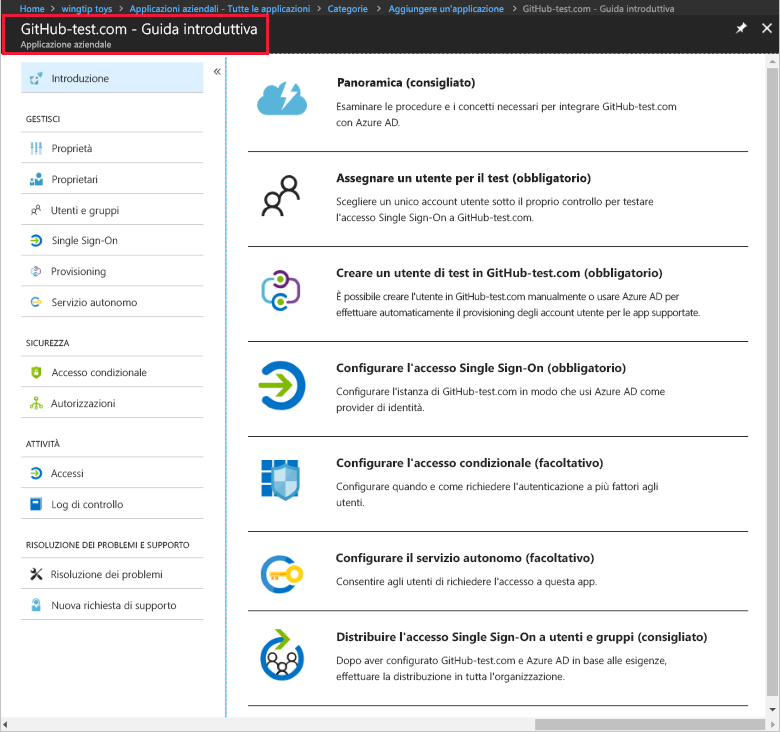 Home > wingtip toys > Applicazioni aziendali - Tutte le applicazioni > Categorie > Aggiungere un'applicazione > GitHub-test.com - Guida introduttiva
GitHub-test.com - Guida introduttiva
Applicazione aziendale
Introduzione
GESTISCI
Proprietà
Proprietari
Utenti e gruppi
Single Sign-On
Provisioning
Servizio autonomo
SICUREZZA
Accesso condizionale
Autorizzazioni
ATTIVITÀ
Accessi
Log di controllo
RISOLUZIONE DEI PROBLEMI E SUPPORTO
Risoluzione dei problemi
Nuova richiesta di supporto
Panoramica (consigliato)
Esaminare le procedure e i concetti necessari per integrare GitHub-test.com
con Azure AD.
Assegnare un utente per il test (obbligatorio)
Scegliere un unico account utente sotto il proprio controllo per testare
l'accesso Single Sign-On a GitHub-test.com.
Creare un utente di test in GitHub-test.com (obbligatorio)
È possibile creare l'utente in GitHub-test.com manualmente o usare Azure AD per
effettuare automaticamente il provisioning degli account utente per le app supportate.
Configurare l'accesso Single Sign-On (obbligatorio)
Configurare l'istanza di GitHub-test.com in modo che usi Azure AD come
provider di identità.
Configurare l'accesso condizionale (facoltativo)
Configurare quando e come richiedere l'autenticazione a più fattori agli
utenti.
Configurare il servizio autonomo (facoltativo)
Consentire agli utenti di richiedere l'accesso a questa app.
Distribuire l'accesso Single Sign-On a utenti e gruppi (consigliato)
Dopo aver configurato GitHub-test.com e Azure AD in base alle esigenze,
effettuare la distribuzione in tutta l'organizzazione.